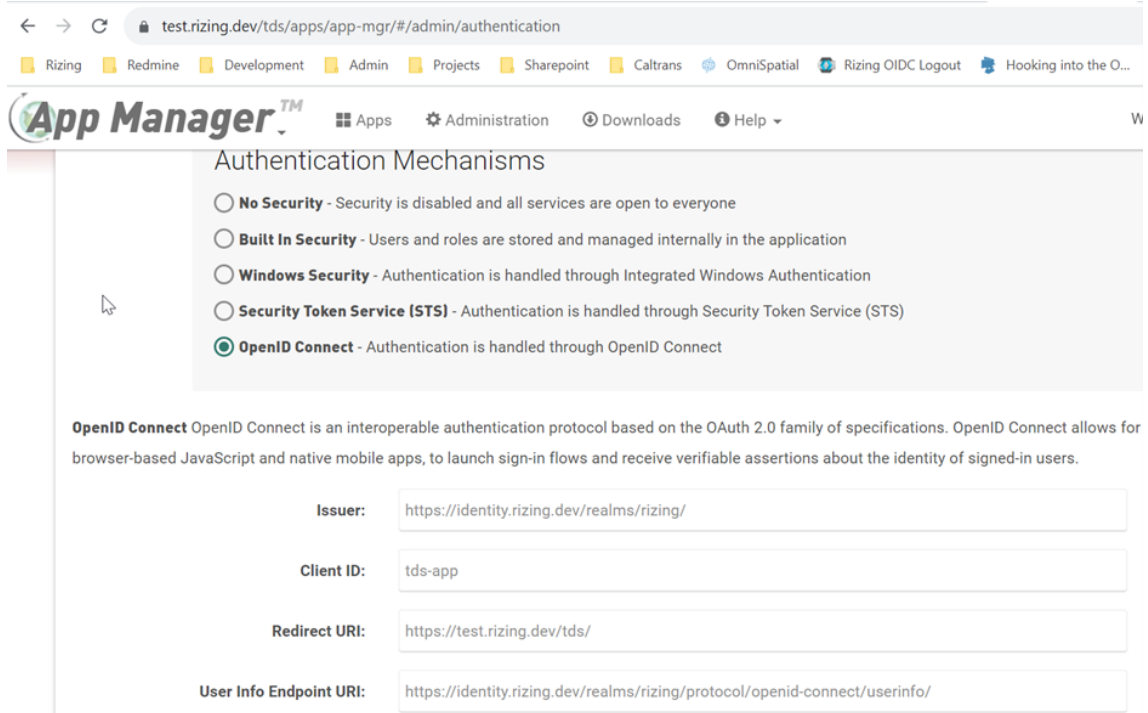 test.rizing.dev/tds/apps/app-mgr/#/admin/authentication
Rizing Redmine Development Admin Projects Sharepoint Caltrans OmniSpatial Rizing OIDC Logout Hooking into the O...
App Manager™ Apps Administration Downloads Help W
Authentication Mechanisms
No Security - Security is disabled and all services are open to everyone
Built In Security - Users and roles are stored and managed internally in the application
Windows Security - Authentication is handled through Integrated Windows Authentication
Security Token Service (STS) - Authentication is handled through Security Token Service (STS)
OpenID Connect - Authentication is handled through OpenID Connect
OpenID Connect OpenID Connect is an interoperable authentication protocol based on the OAuth 2.0 family of specifications. OpenID Connect allows for
browser-based JavaScript and native mobile apps, to launch sign-in flows and receive verifiable assertions about the identity of signed-in users.
Issuer: https://identity.rizing.dev/realms/rizing/
Client ID: tds-app
Redirect URI: https://test.rizing.dev/tds/
User Info Endpoint URI: https://identity.rizing.dev/realms/rizing/protocol/openid-connect/userinfo/